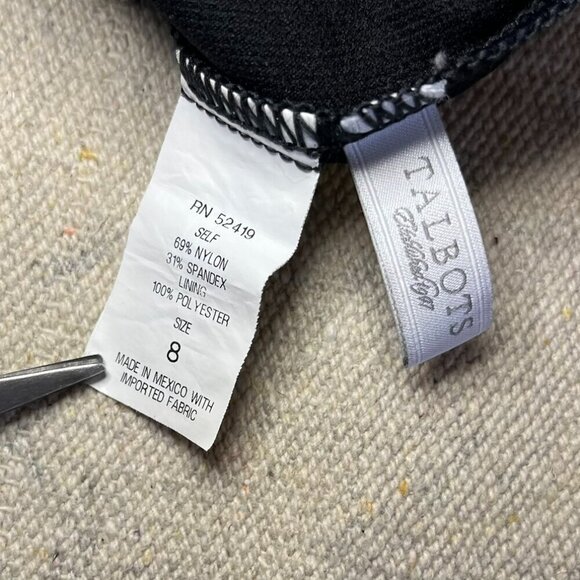 RN 52419
SELF
69% NYLON
31% SPANDEX
LINING
100% POLYESTER
SIZE
8
MADE IN MEXICO WITH
IMPORTED FABRIC
TALBOTS